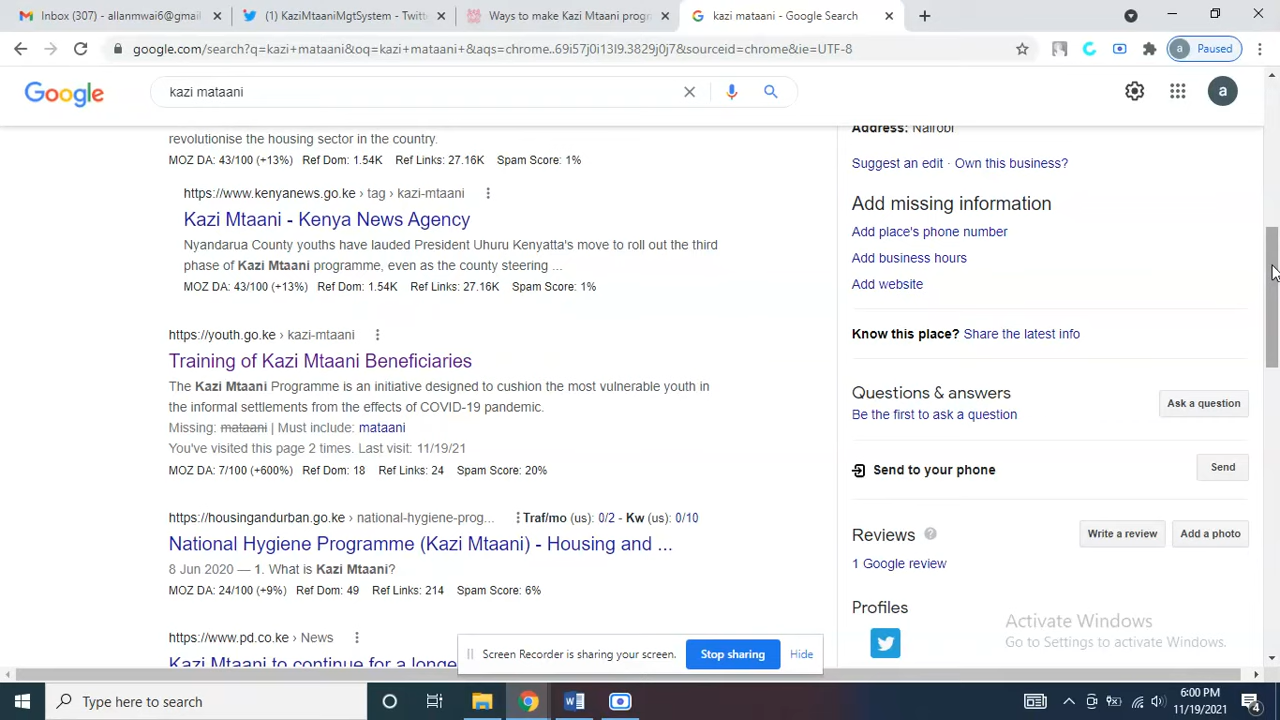 Inbox (307) - allanmwai6@gmail
(1) KaziMtaaniMgtSystem - Twitte
Ways to make Kazi Mtaani progr
kazi mataani - Google Search
google.com/search?q=kazi+mataani&oq=kazi+mataani+&aqs=chrome..69i57j0i13l9.3829j0j7&sourceid=chrome&ie=UTF-8
a Paused
Google
kazi mataani
a
revolutionise the housing sector in the country.
MOZ DA: 43/100 (+13%) Ref Dom: 1.54K Ref Links: 27.16K Spam Score: 1%
https://www.kenyanews.go.ke › tag › kazi-mtaani
Kazi Mtaani - Kenya News Agency
Nyandarua County youths have lauded President Uhuru Kenyatta's move to roll out the third
phase of Kazi Mtaani programme, even as the county steering ...
MOZ DA: 43/100 (+13%) Ref Dom: 1.54K Ref Links: 27.16K Spam Score: 1%
https://youth.go.ke › kazi-mtaani
Training of Kazi Mtaani Beneficiaries
The Kazi Mtaani Programme is an initiative designed to cushion the most vulnerable youth in
the informal settlements from the effects of COVID-19 pandemic.
Missing: mataani | Must include: mataani
You've visited this page 2 times. Last visit: 11/19/21
MOZ DA: 7/100 (+600%) Ref Dom: 18 Ref Links: 24 Spam Score: 20%
https://housingandurban.go.ke › national-hygiene-prog...
Traf/mo (us): 0/2 - Kw (us): 0/10
National Hygiene Programme (Kazi Mtaani) - Housing and ...
8 Jun 2020 — 1. What is Kazi Mtaani?
MOZ DA: 24/100 (+9%) Ref Dom: 49 Ref Links: 214 Spam Score: 6%
https://www.pd.co.ke › News
Kazi Mtaani to continue for a longe
Address: Nairobi
Suggest an edit · Own this business?
Add missing information
Add place's phone number
Add business hours
Add website
Know this place? Share the latest info
Questions & answers
Be the first to ask a question
Ask a question
Send to your phone
Send
Reviews
Write a review
Add a photo
1 Google review
Profiles
Activate Windows
Go to Settings to activate Windows.
Screen Recorder is sharing your screen.
Stop sharing
Hide
Type here to search
6:00 PM
11/19/2021
4